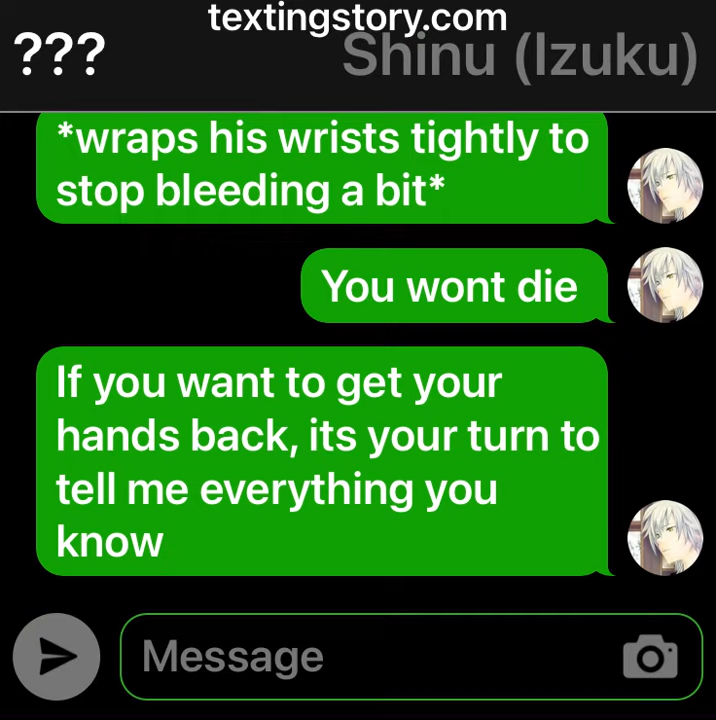 textingstory.com
??? Shinu (Izuku)
*wraps his wrists tightly to
stop bleeding a bit*
You wont die
If you want to get your
hands back, its your turn to
tell me everything you
know
Message